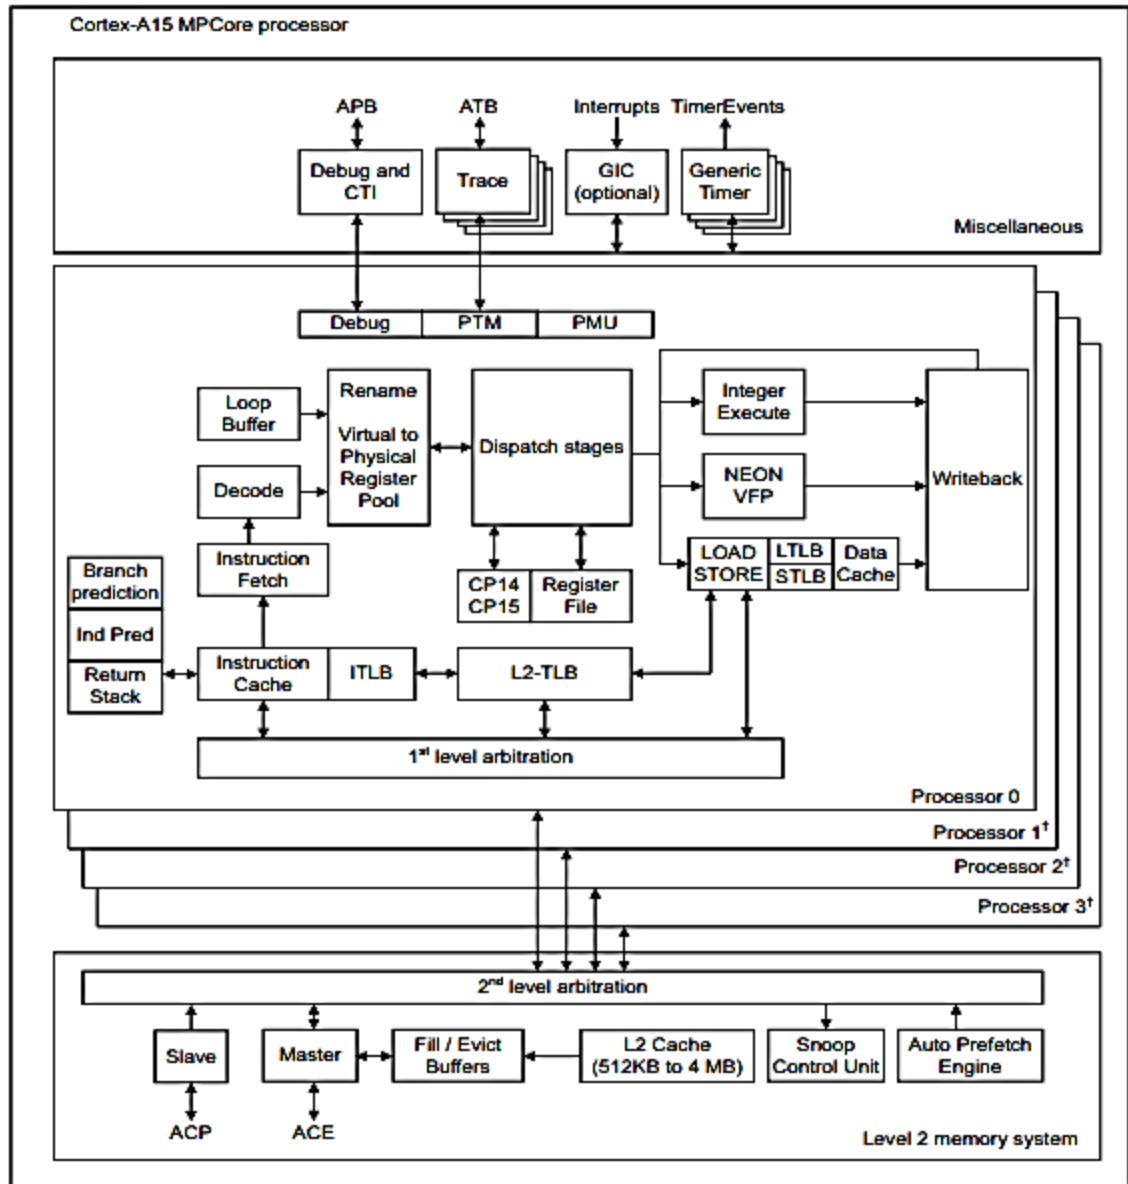 Cortex-A15 MPCore processor
APB
ATB
Interrupts
TimerEvents
Debug and
CTI
Trace
GIC
(optional)
Generic
Timer
Miscellaneous
Debug
PTM
PMU
Loop
Buffer
Rename
Virtual to
Physical
Register
Pool
Dispatch stages
Integer
Execute
Writeback
Decode
NEON
VFP
Instruction
Fetch
LOAD
STORE
LTLB
STLB
Data
Cache
Branch
prediction
Ind Pred
Return
Stack
CP14
CP15
Register
File
Instruction
Cache
ITLB
L2-TLB
1st level arbitration
Processor 0
Processor 1†
Processor 2†
Processor 3†
2nd level arbitration
Slave
Master
Fill / Evict
Buffers
L2 Cache
(512KB to 4 MB)
Snoop
Control Unit
Auto Prefetch
Engine
ACP
ACE
Level 2 memory system